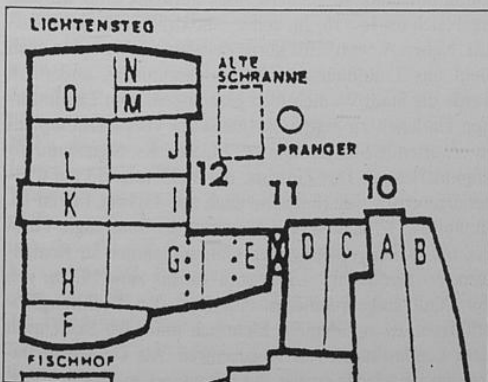 LICHTENSTEG
N
O
M
ALTE
SCHRANNE
PRANGER
L
J
12
K
I
11
10
H
G
E
D
C
A
B
F
FISCHHOF